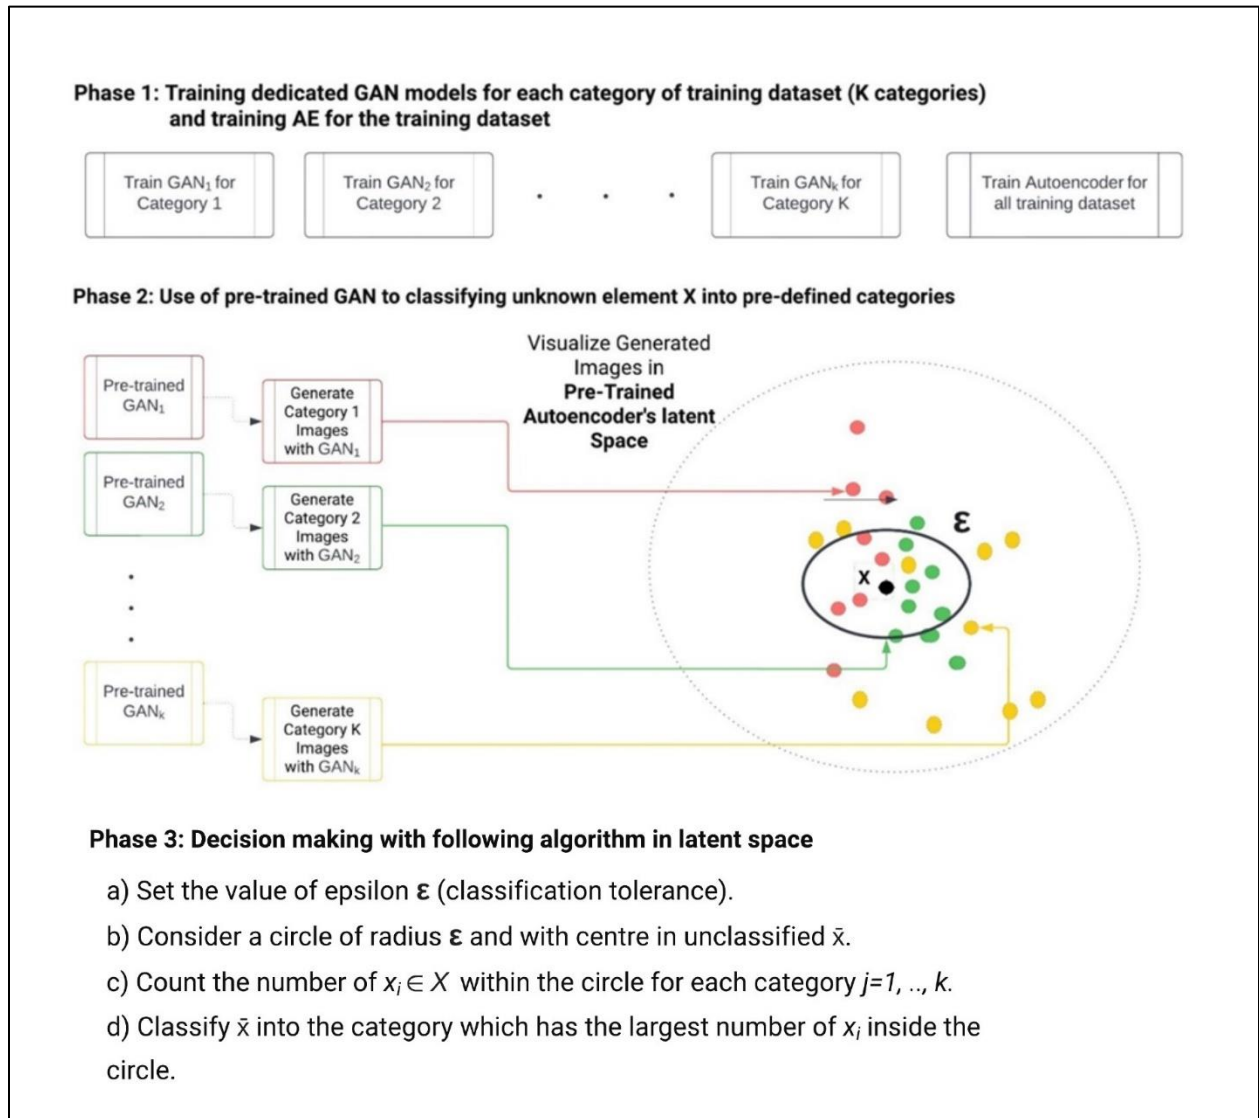 Phase 1: Training dedicated GAN models for each category of training dataset (K categories)
and training AE for the training dataset
Train GAN₁ for
Category 1
Train GAN₂ for
Category 2
. . .
Train GANₖ for
Category K
Train Autoencoder for
all training dataset
Phase 2: Use of pre-trained GAN to classifying unknown element X into pre-defined categories
Visualize Generated
Images in
Pre-Trained
Autoencoder's latent
Space
Pre-trained
GAN₁
Generate
Category 1
Images
with GAN₁
Pre-trained
GAN₂
Generate
Category 2
Images
with GAN₂
Pre-trained
GANₖ
Generate
Category K
Images
with GANₖ
ε
X
Phase 3: Decision making with following algorithm in latent space
a) Set the value of epsilon ε (classification tolerance).
b) Consider a circle of radius ε and with centre in unclassified x̄.
c) Count the number of xᵢ ∈ X within the circle for each category j=1, .., k.
d) Classify x̄ into the category which has the largest number of xᵢ inside the
circle.